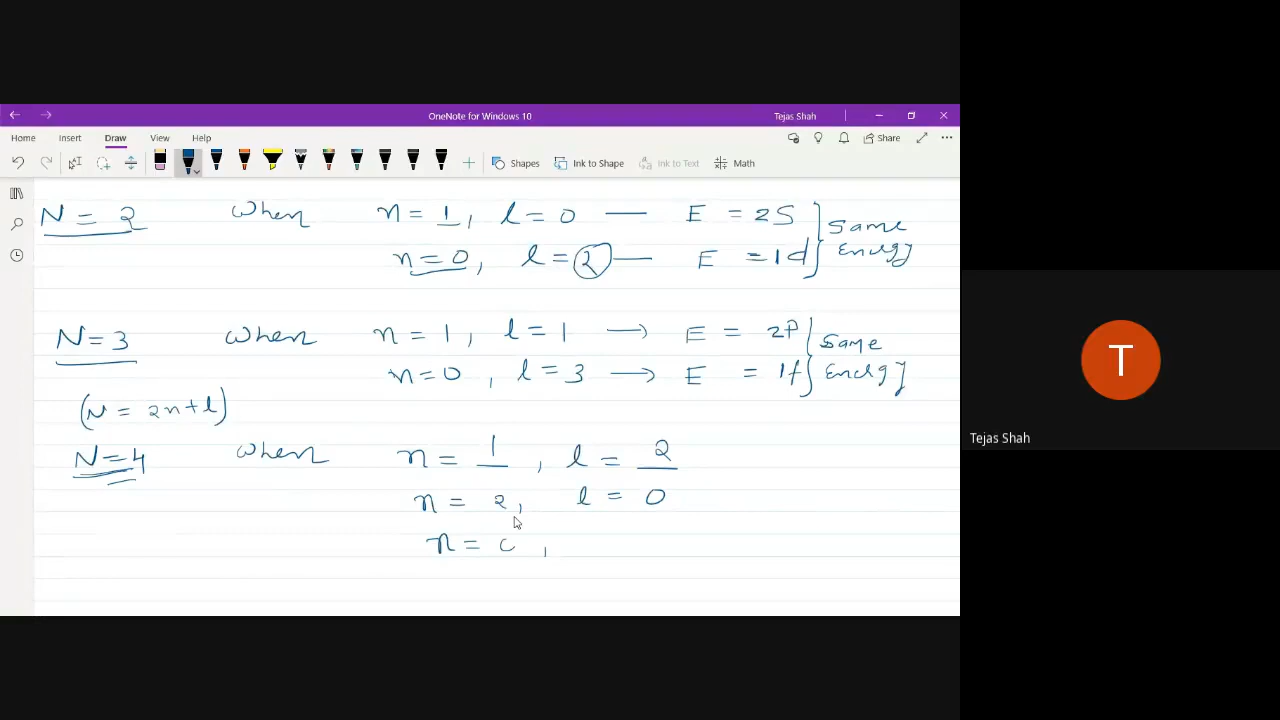 OneNote for Windows 10
Tejas Shah
Home Insert Draw View Help
Share
Shapes Ink to Shape Ink to Text Math
N = 2 when n = 1, l = 0 — E = 2S
n = 0, l = 2 — E = 1d
Same Energy
N = 3 when n = 1, l = 1 → E = 2P
n = 0, l = 3 → E = 1f
Same Energy
(N = 2n + l)
N = 4 when n = 1, l = 2
n = 2, l = 0
n = 0,
T
Tejas Shah